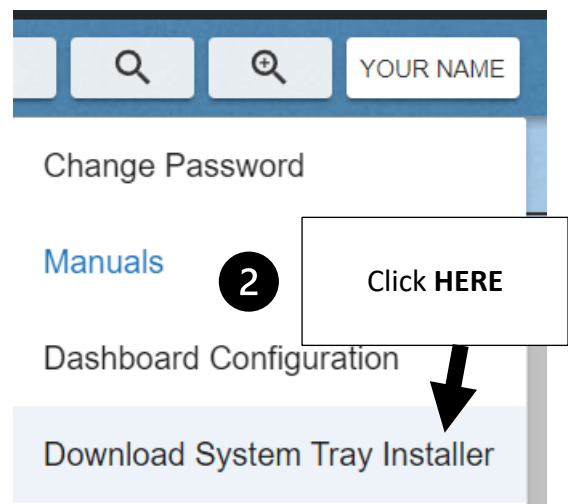 YOUR NAME
Change Password
Manuals
2
Click HERE
Dashboard Configuration
Download System Tray Installer